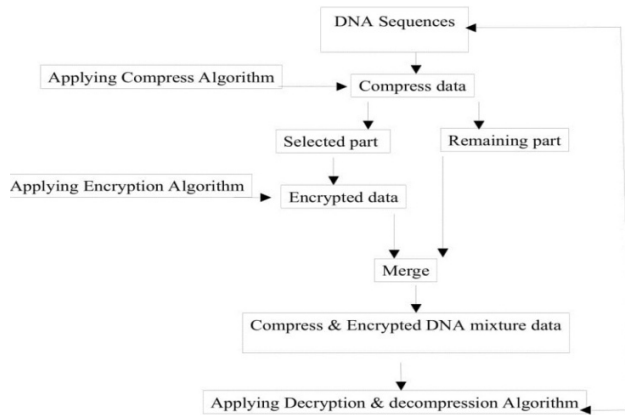 DNA Sequences
Applying Compress Algorithm
Compress data
Selected part
Remaining part
Applying Encryption Algorithm
Encrypted data
Merge
Compress & Encrypted DNA mixture data
Applying Decryption & decompression Algorithm